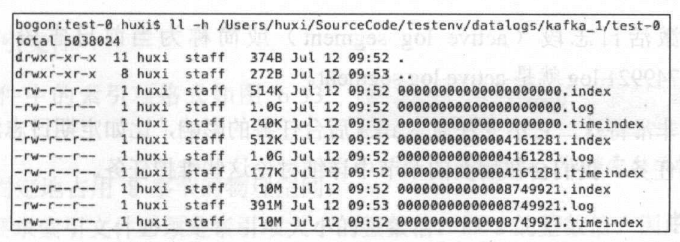 bogon:test-0 huxi$ ll -h /Users/huxi/SourceCode/testenv/datalogs/kafka_1/test-0
total 5038024
drwxr-xr-x 11 huxi staff 374B Jul 12 09:52 .
drwxr-xr-x 8 huxi staff 272B Jul 12 09:53 ..
-rw-r--r-- 1 huxi staff 514K Jul 12 09:52 00000000000000000000.index
-rw-r--r-- 1 huxi staff 1.0G Jul 12 09:52 00000000000000000000.log
-rw-r--r-- 1 huxi staff 240K Jul 12 09:52 00000000000000000000.timeindex
-rw-r--r-- 1 huxi staff 512K Jul 12 09:52 00000000000004161281.index
-rw-r--r-- 1 huxi staff 1.0G Jul 12 09:52 00000000000004161281.log
-rw-r--r-- 1 huxi staff 177K Jul 12 09:52 00000000000004161281.timeindex
-rw-r--r-- 1 huxi staff 10M Jul 12 09:52 00000000000008749921.index
-rw-r--r-- 1 huxi staff 391M Jul 12 09:53 00000000000008749921.log
-rw-r--r-- 1 huxi staff 10M Jul 12 09:52 00000000000008749921.timeindex